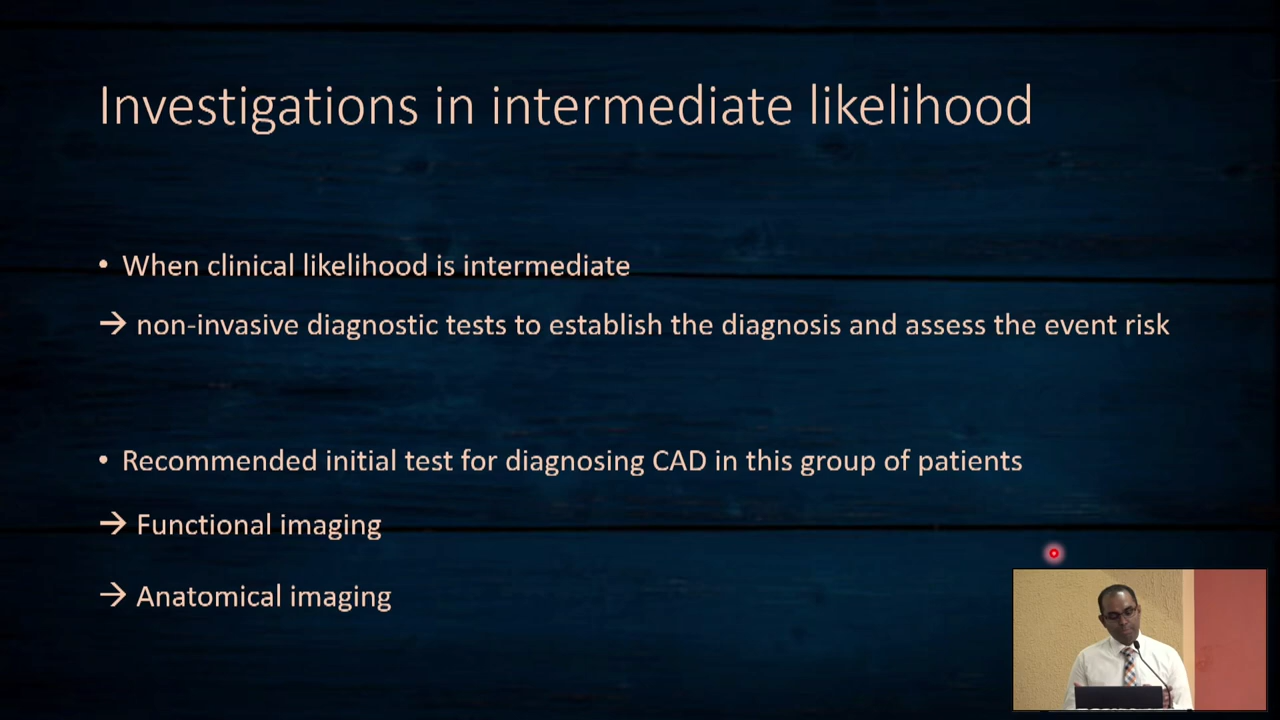 Investigations in intermediate likelihood
• When clinical likelihood is intermediate
→ non-invasive diagnostic tests to establish the diagnosis and assess the event risk
• Recommended initial test for diagnosing CAD in this group of patients
→ Functional imaging
→ Anatomical imaging